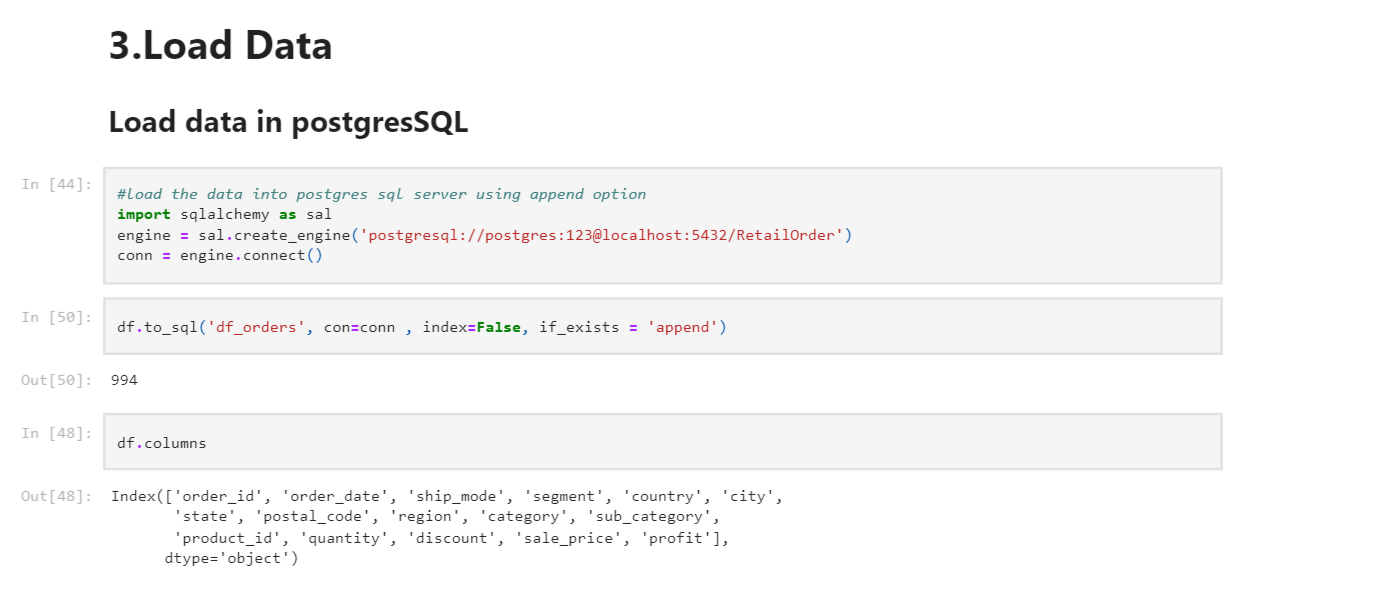 3.Load Data
Load data in postgresSQL
In [44]:
#load the data into postgres sql server using append option
import sqlalchemy as sal
engine = sal.create_engine('postgresql://postgres:123@localhost:5432/RetailOrder')
conn = engine.connect()
In [50]:
df.to_sql('df_orders', con=conn , index=False, if_exists = 'append')
Out[50]: 994
In [48]:
df.columns
Out[48]: Index(['order_id', 'order_date', 'ship_mode', 'segment', 'country', 'city',
'state', 'postal_code', 'region', 'category', 'sub_category',
'product_id', 'quantity', 'discount', 'sale_price', 'profit'],
dtype='object')